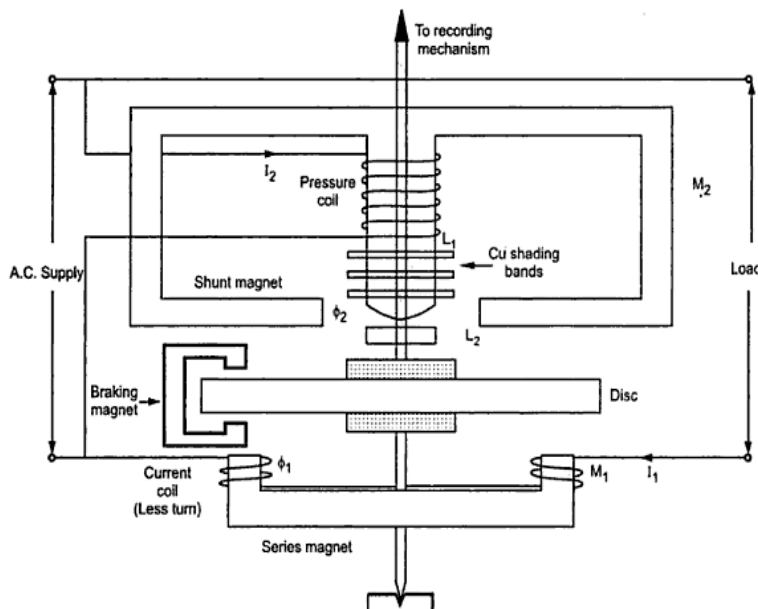 To recording
mechanism
I2
Pressure
coil
M2
L1
Cu shading
bands
A.C. Supply
Load
Shunt magnet
ϕ2
L2
Braking
magnet
Disc
Current
coil
(Less turn)
ϕ1
M1
I1
Series magnet